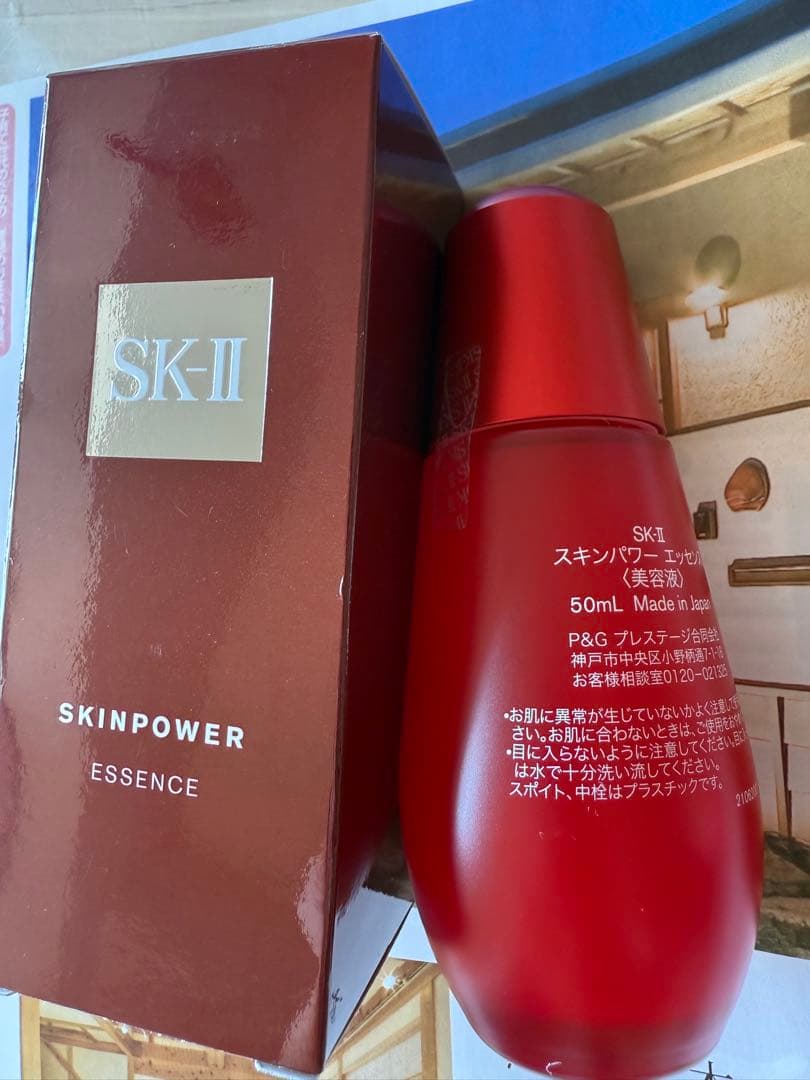 SK-II
SKINPOWER
ESSENCE
SK-II
スキンパワー エッセンス
〈美容液〉
50mL Made in Japan
P&G プレステージ合同会社
神戸市中央区小野柄通7-1-18
お客様相談室0120-021325
•お肌に異常が生じていないかよく注意して
さい。お肌に合わないときは、ご使用をおや
•目に入らないように注意してください。目に
は水で十分洗い流してください。
スポイト、中栓はプラスチックです。